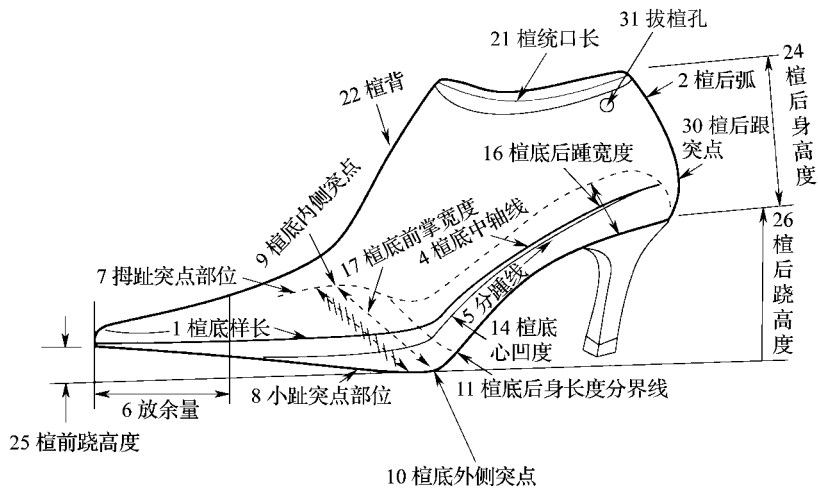 31 拔楦孔
21 楦统口长
24 楦后身高度
22 楦背
2 楦后弧
30 楦后跟
突点
16 楦底后踵宽度
9 楦底内侧突点
17 楦底前掌宽度
4 楦底中轴线
26 楦后跷高度
7 拇趾突点部位
5 分踵线
1 楦底样长
14 楦底
心凹度
8 小趾突点部位
11 楦底后身长度分界线
6 放余量
25 楦前跷高度
10 楦底外侧突点